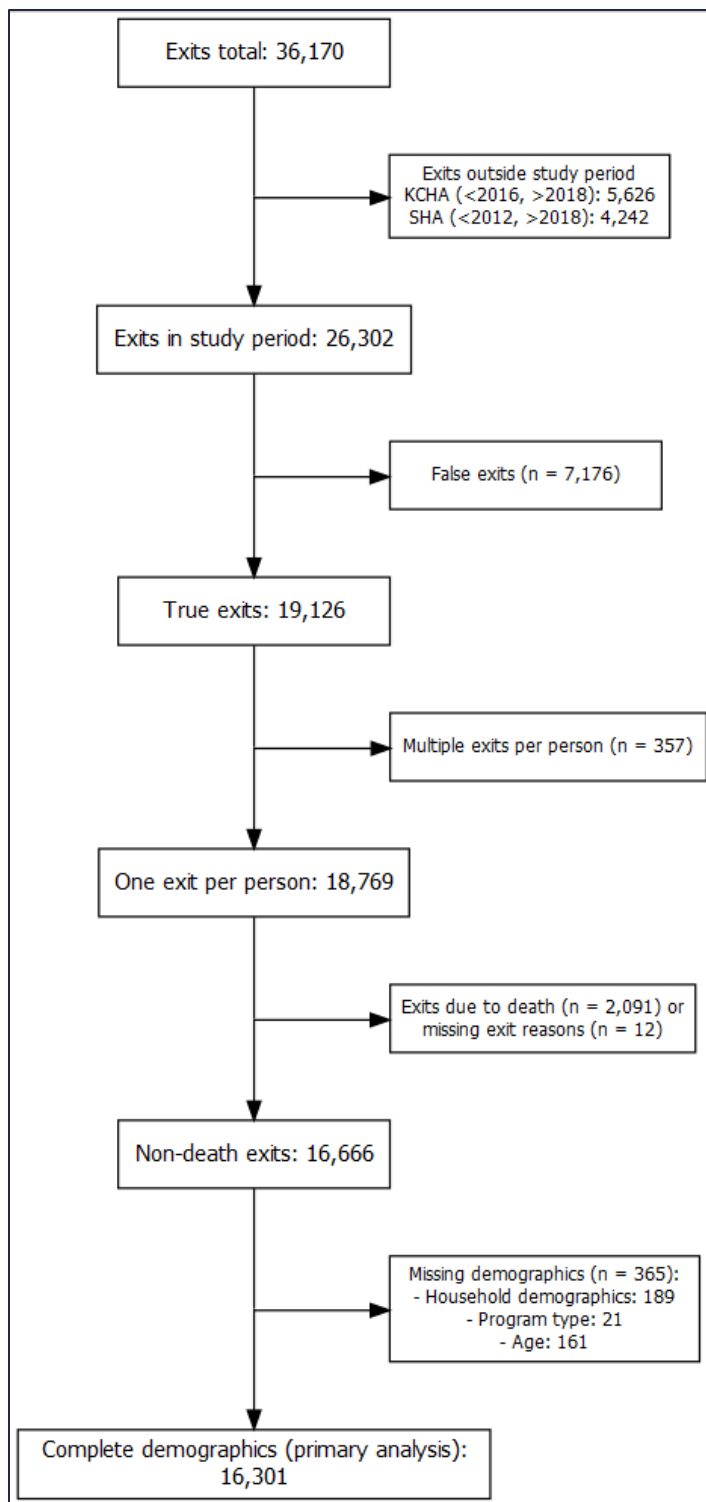 Exits total: 36,170
Exits outside study period
KCHA (<2016, >2018): 5,626
SHA (<2012, >2018): 4,242
Exits in study period: 26,302
False exits (n = 7,176)
True exits: 19,126
Multiple exits per person (n = 357)
One exit per person: 18,769
Exits due to death (n = 2,091) or
missing exit reasons (n = 12)
Non-death exits: 16,666
Missing demographics (n = 365):
- Household demographics: 189
- Program type: 21
- Age: 161
Complete demographics (primary analysis):
16,301